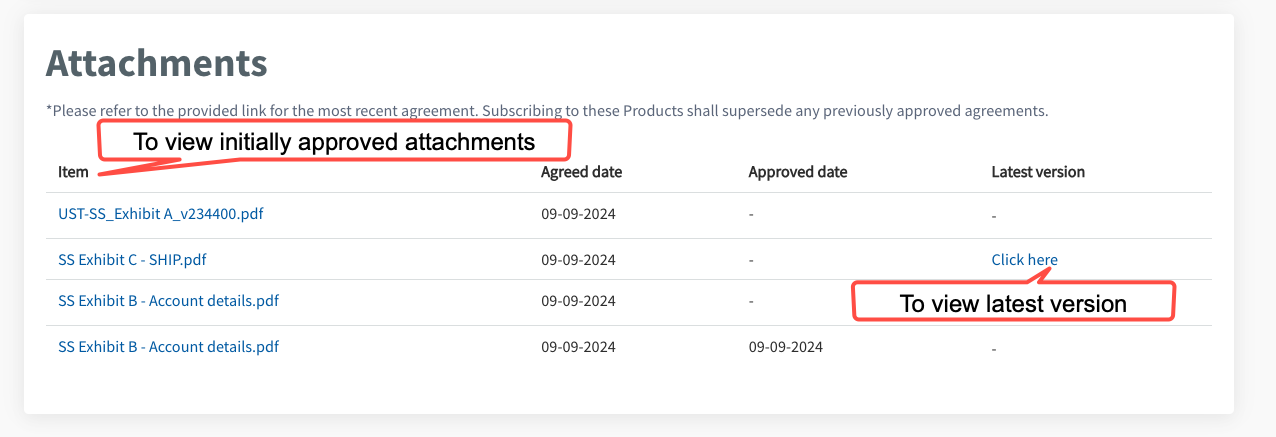 Attachments
*Please refer to the provided link for the most recent agreement. Subscribing to these Products shall supersede any previously approved agreements.
To view initially approved attachments
Item Agreed date Approved date Latest version
UST-SS_Exhibit A_v234400.pdf 09-09-2024 - -
SS Exhibit C - SHIP.pdf 09-09-2024 - Click here
SS Exhibit B - Account details.pdf 09-09-2024 -
To view latest version
SS Exhibit B - Account details.pdf 09-09-2024 09-09-2024 -